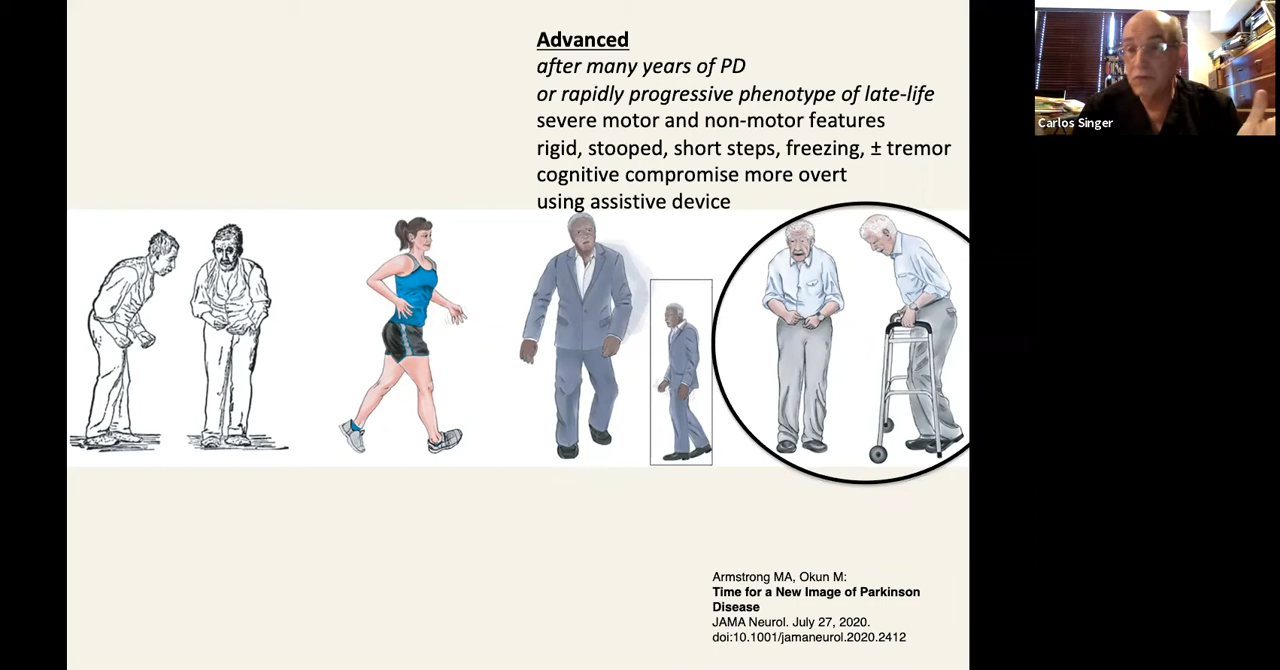 Advanced
after many years of PD
or rapidly progressive phenotype of late-life
severe motor and non-motor features
rigid, stooped, short steps, freezing, ± tremor
cognitive compromise more overt
using assistive device
Carlos Singer
Armstrong MA, Okun M:
Time for a New Image of Parkinson
Disease
JAMA Neurol. July 27, 2020.
doi:10.1001/jamaneurol.2020.2412